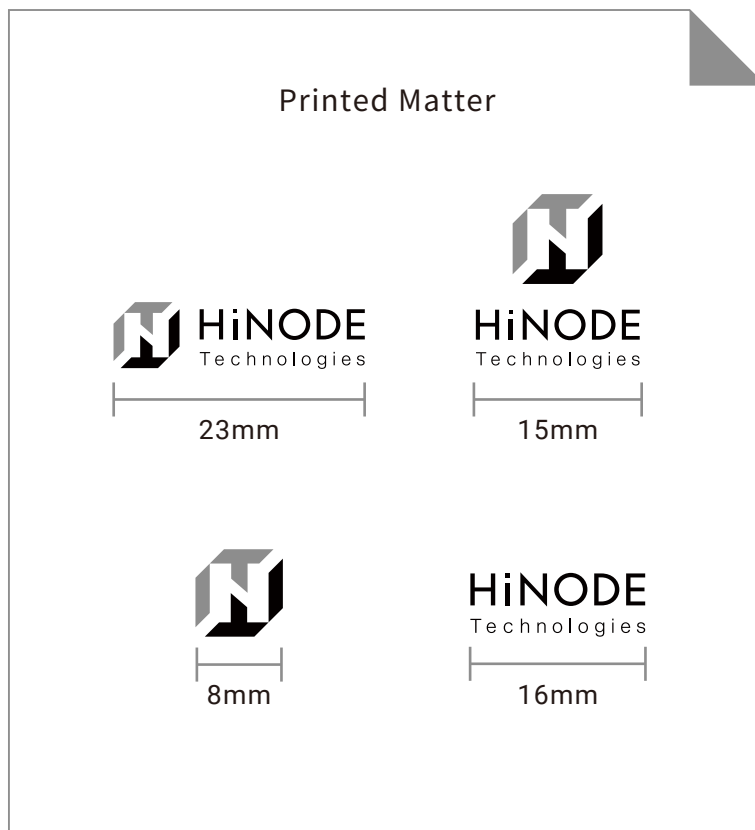 Printed Matter
HiNODE
Technologies
23mm
HiNODE
Technologies
15mm
8mm
HiNODE
Technologies
16mm